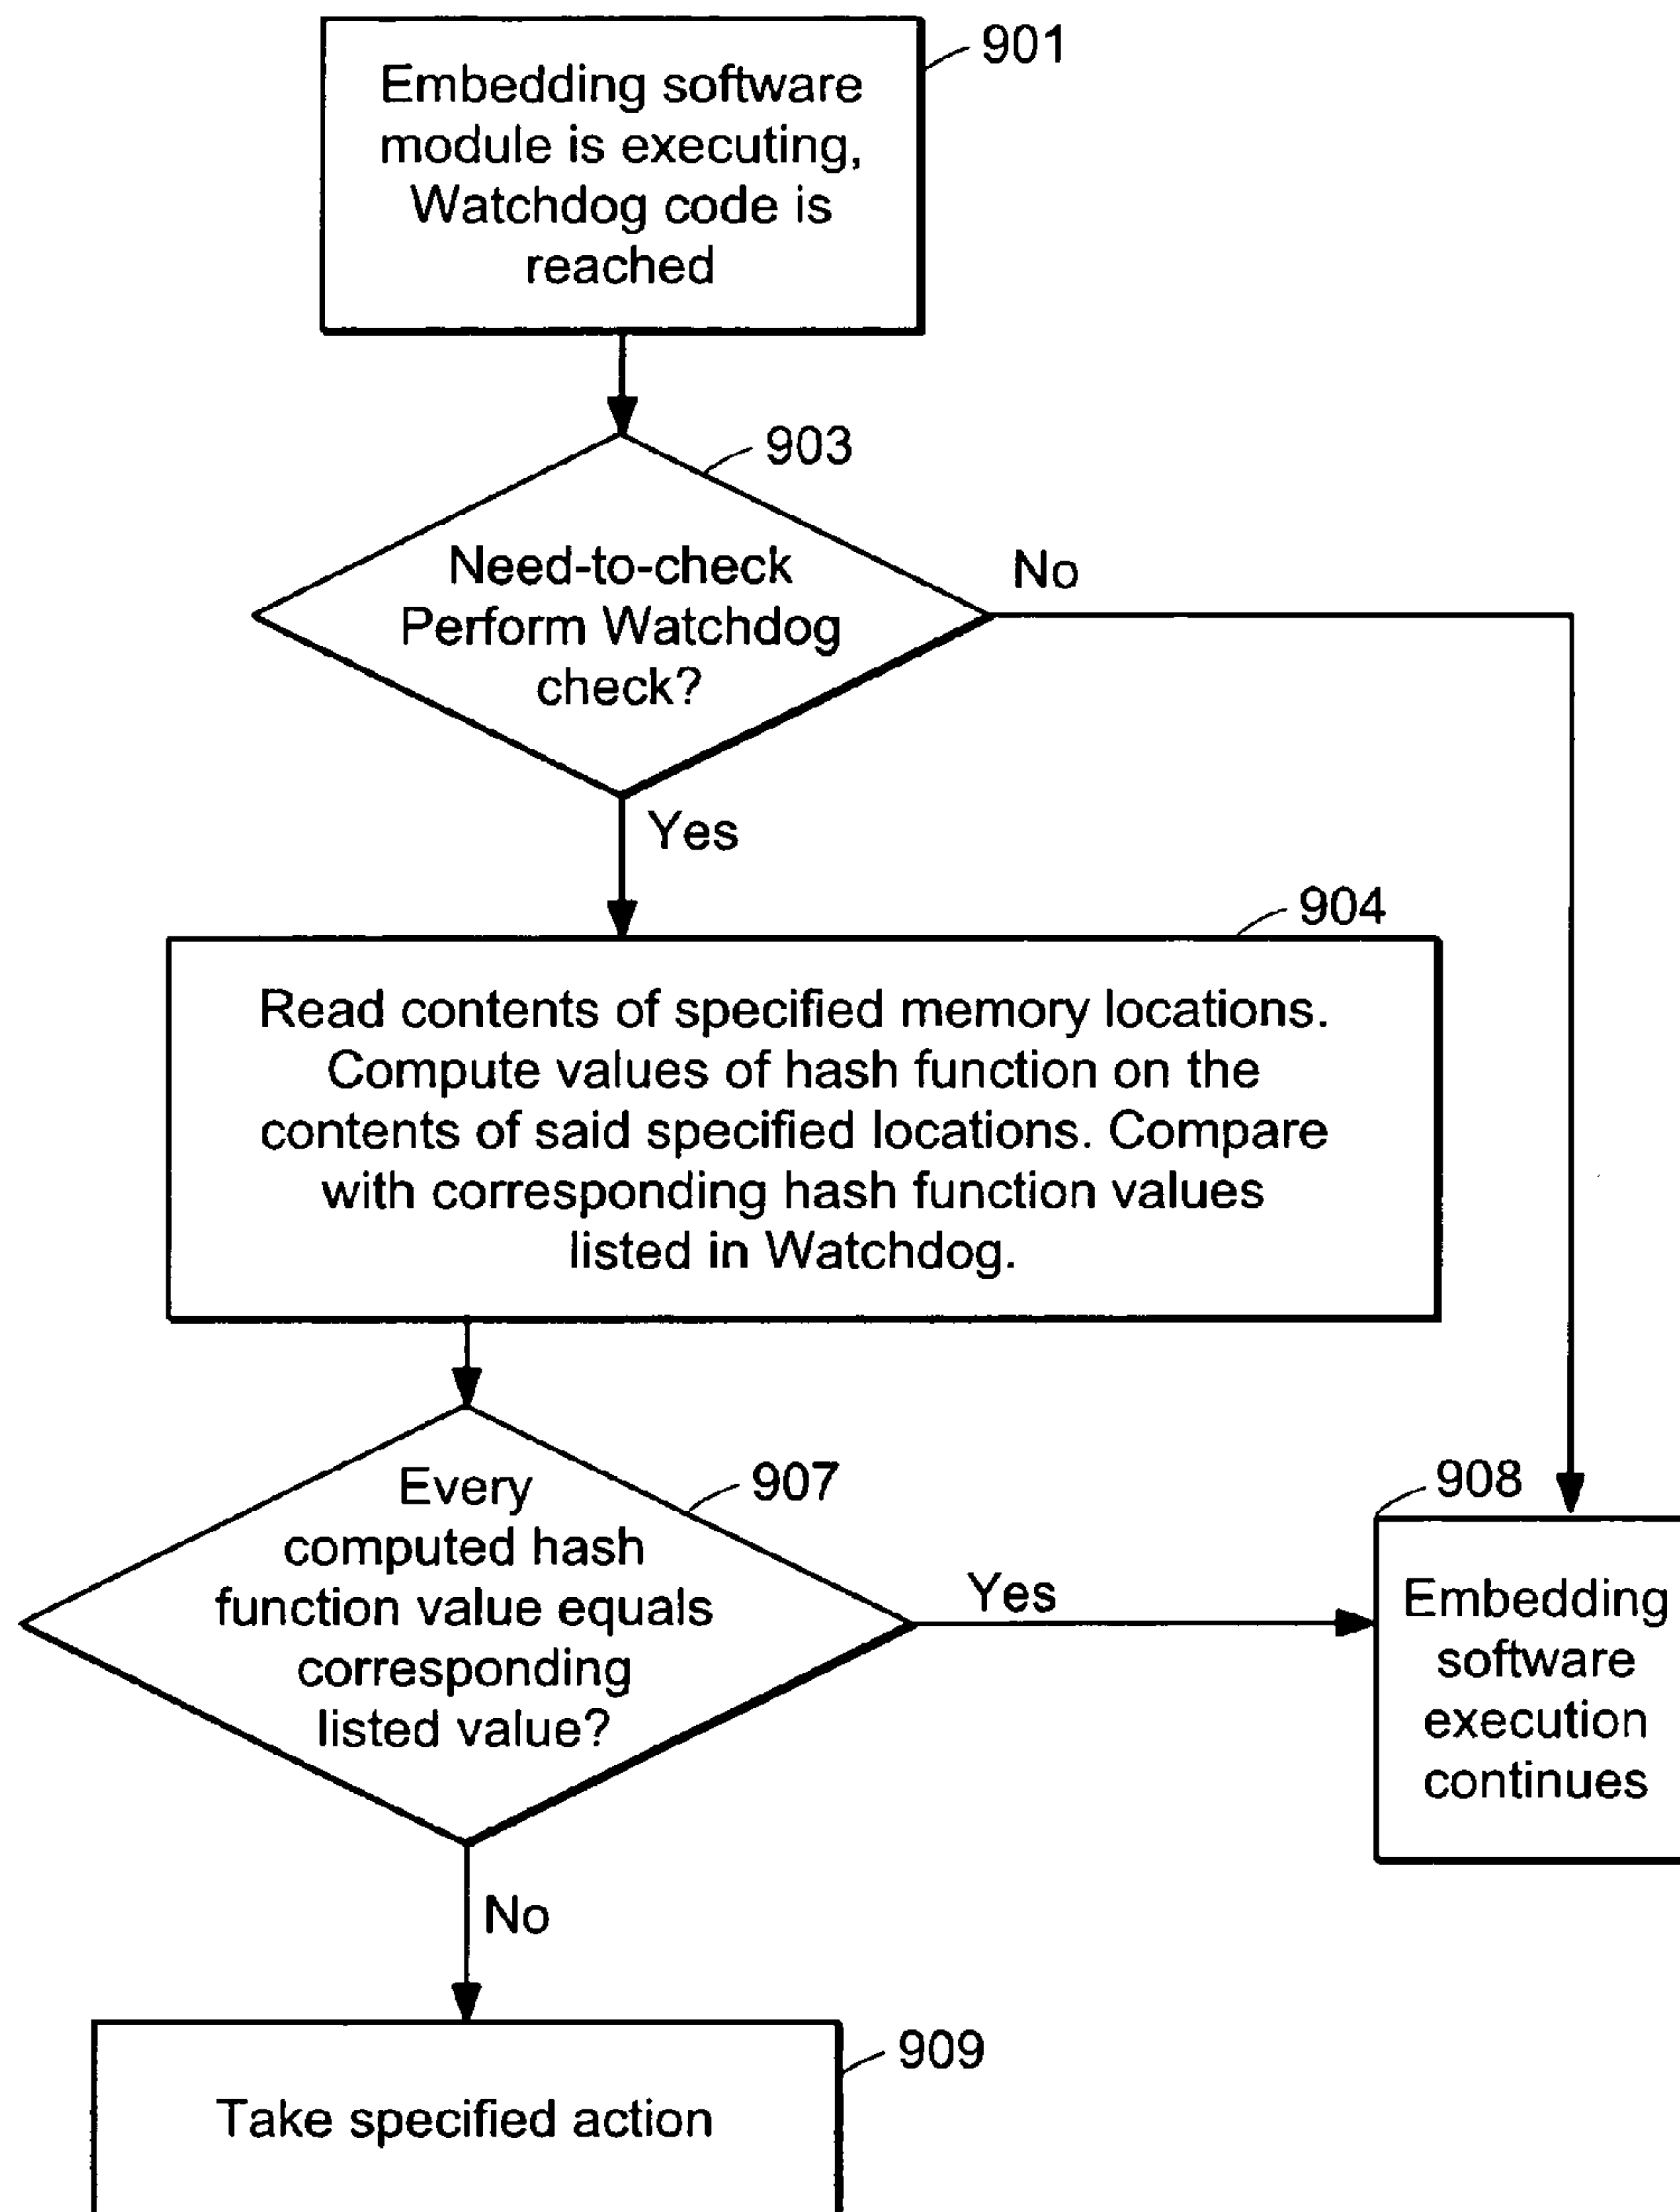 901
Embedding software
module is executing,
Watchdog code is
reached
903
Need-to-check
Perform Watchdog
check?
No
Yes
904
Read contents of specified memory locations.
Compute values of hash function on the
contents of said specified locations. Compare
with corresponding hash function values
listed in Watchdog.
907
Every
computed hash
function value equals
corresponding
listed value?
Yes
908
Embedding
software
execution
continues
No
909
Take specified action